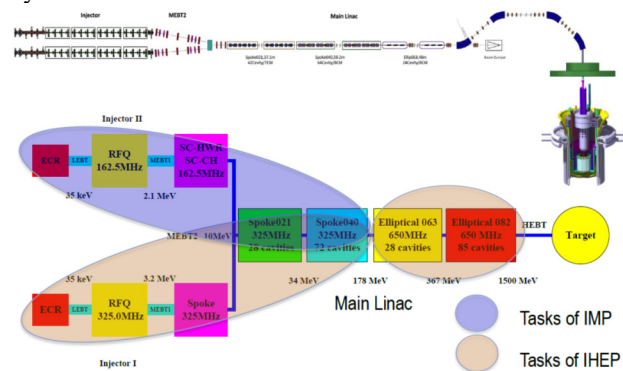 Injector
MEBT2
Main Linac
Injector II
ECR
LEBT
RFQ
162.5MHz
MEBT1
SC-HWR
SC-CH
162.5MHz
35 keV
2.1 MeV
MEBT2
10MeV
Spoke021
325MHz
28 cavities
Spoke040
325MHz
72 cavities
Elliptical 063
650MHz
28 cavities
Elliptical 082
650 MHz
85 cavities
HEBT
Target
35 keV
3.2 MeV
34 MeV
178 MeV
367 MeV
1500 MeV
Main Linac
ECR
LEBT
RFQ
325.0MHz
MEBT1
Spoke
325MHz
Injector I
Tasks of IMP
Tasks of IHEP